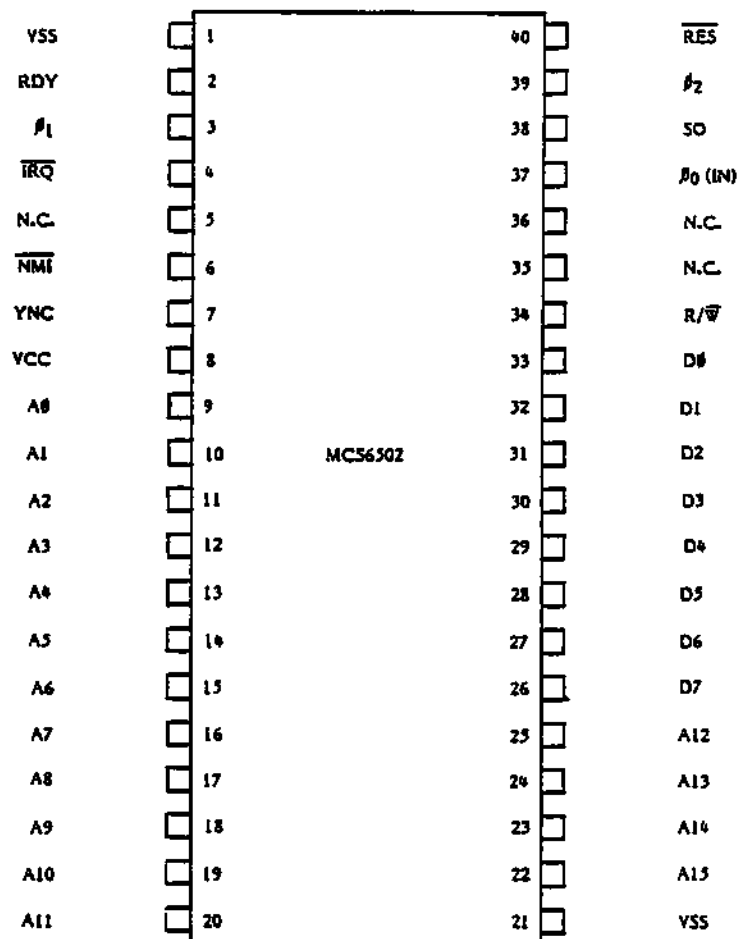 VSS 1 40 R̅E̅S̅
RDY 2 39 ϕ2
ϕ1 3 38 SO
I̅R̅Q̅ 4 37 ϕ0 (IN)
N.C. 5 36 N.C.
N̅M̅I̅ 6 35 N.C.
YNC 7 34 R/W̅
VCC 8 33 D0
A0 9 32 D1
A1 10 MCS6502 31 D2
A2 11 30 D3
A3 12 29 D4
A4 13 28 D5
A5 14 27 D6
A6 15 26 D7
A7 16 25 A12
A8 17 24 A13
A9 18 23 A14
A10 19 22 A15
A11 20 21 VSS